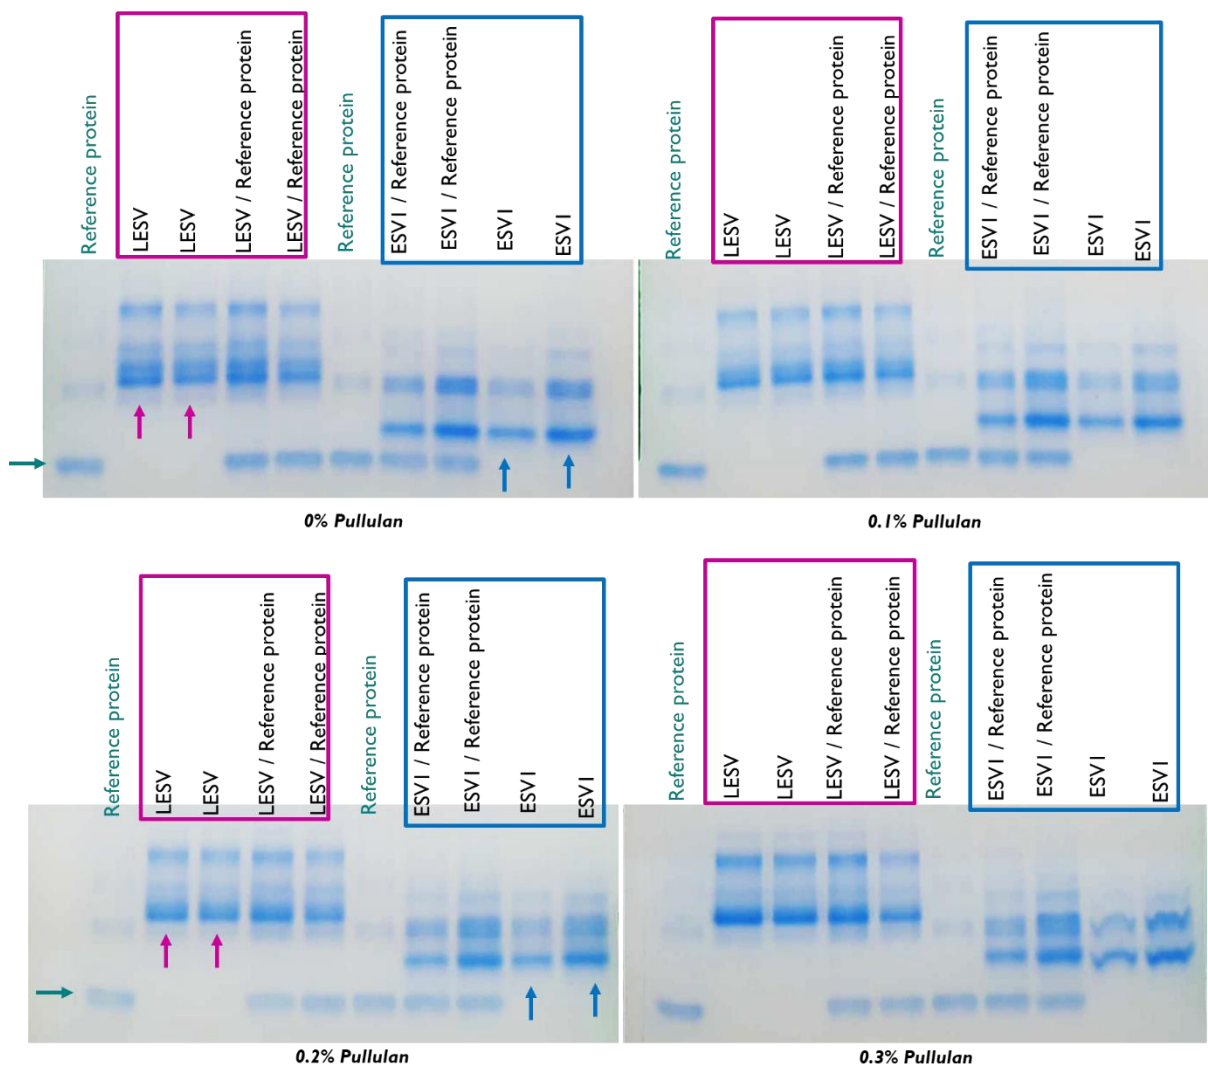 Reference protein
LESV
LESV
LESV / Reference protein
LESV / Reference protein
Reference protein
ESV1 / Reference protein
ESV1 / Reference protein
ESV1
ESV1
0% Pullulan
Reference protein
LESV
LESV
LESV / Reference protein
LESV / Reference protein
Reference protein
ESV1 / Reference protein
ESV1 / Reference protein
ESV1
ESV1
0.1% Pullulan
Reference protein
LESV
LESV
LESV / Reference protein
LESV / Reference protein
Reference protein
ESV1 / Reference protein
ESV1 / Reference protein
ESV1
ESV1
0.2% Pullulan
Reference protein
LESV
LESV
LESV / Reference protein
LESV / Reference protein
Reference protein
ESV1 / Reference protein
ESV1 / Reference protein
ESV1
ESV1
0.3% Pullulan